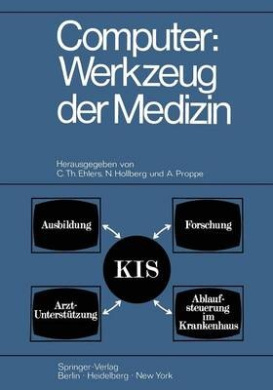 Computer:
Werkzeug
der Medizin
Herausgegeben von
C. Th. Ehlers, N. Hollberg und A. Proppe
Ausbildung
Forschung
KIS
Arzt-
Unterstützung
Ablauf-
steuerung im
Krankenhaus
Springer-Verlag
Berlin · Heidelberg · New York